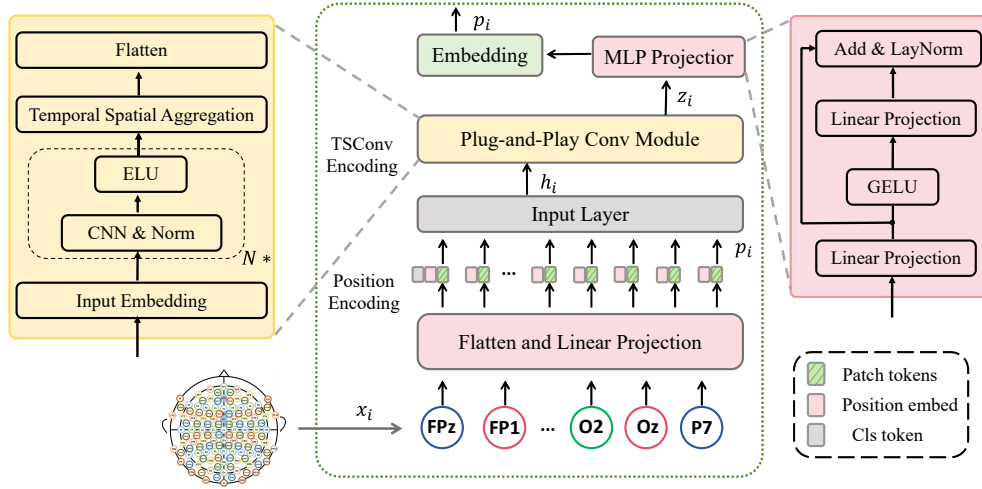 Flatten
Temporal Spatial Aggregation
ELU
CNN & Norm
N *
Input Embedding
p_i
Embedding
MLP Projectior
z_i
TSConv
Encoding
Plug-and-Play Conv Module
h_i
Input Layer
p_i
Position
Encoding
...
Flatten and Linear Projection
x_i
FPz
FP1
...
O2
Oz
P7
Add & LayNorm
Linear Projection
GELU
Linear Projection
Patch tokens
Position embed
Cls token